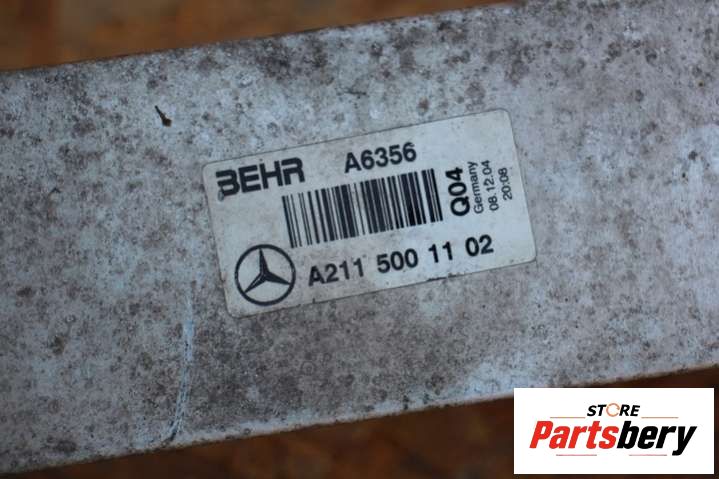 BEHR A6356
Q04
Germany
08.12.04
20:08
A211 500 11 02
STORE
Partsbery